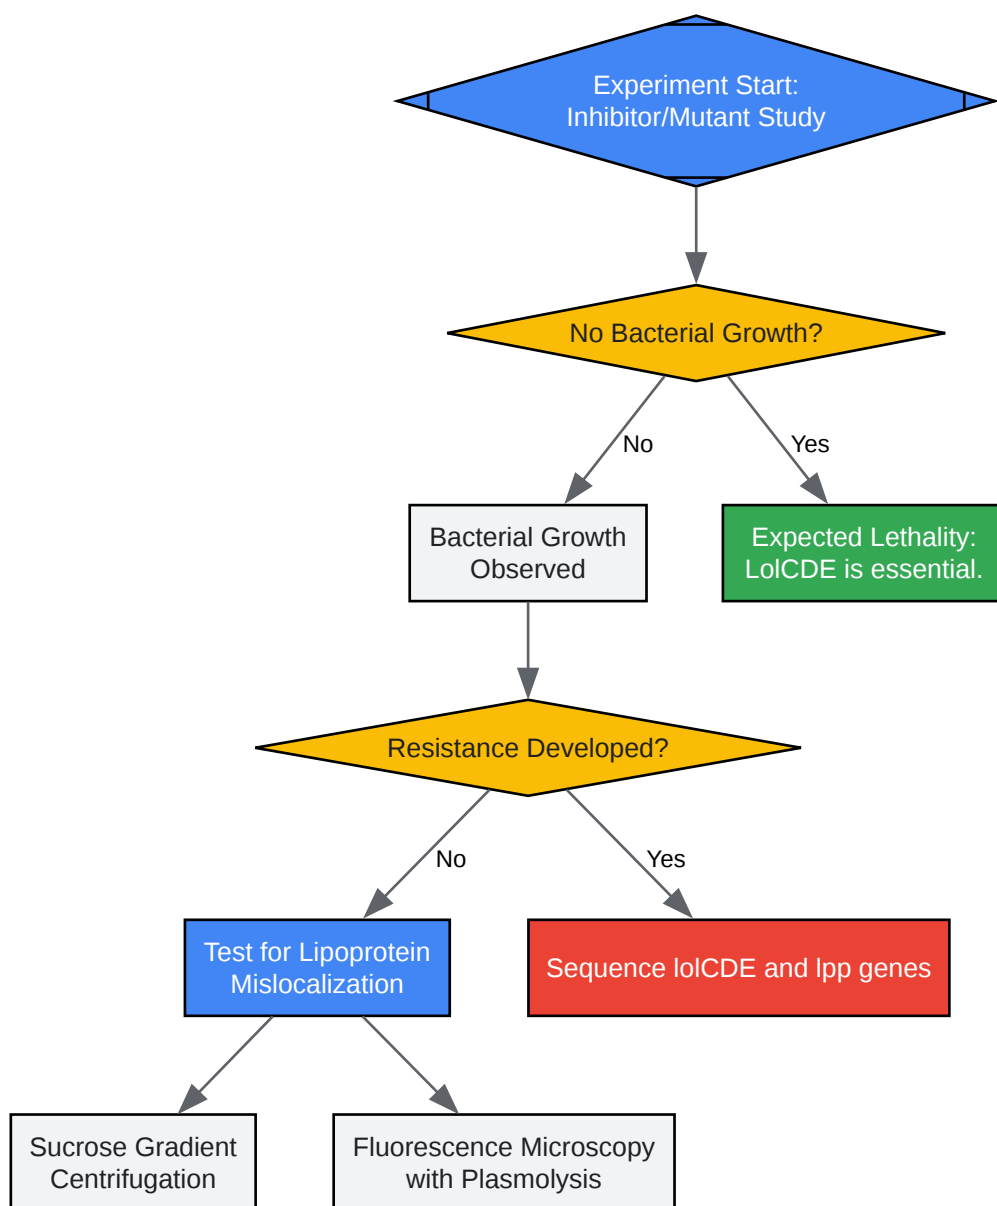 Experiment Start:
Inhibitor/Mutant Study
No Bacterial Growth?
No
Yes
Bacterial Growth
Observed
Expected Lethality:
LolCDE is essential.
Resistance Developed?
No
Yes
Test for Lipoprotein
Mislocalization
Sequence lolCDE and lpp genes
Sucrose Gradient
Centrifugation
Fluorescence Microscopy
with Plasmolysis